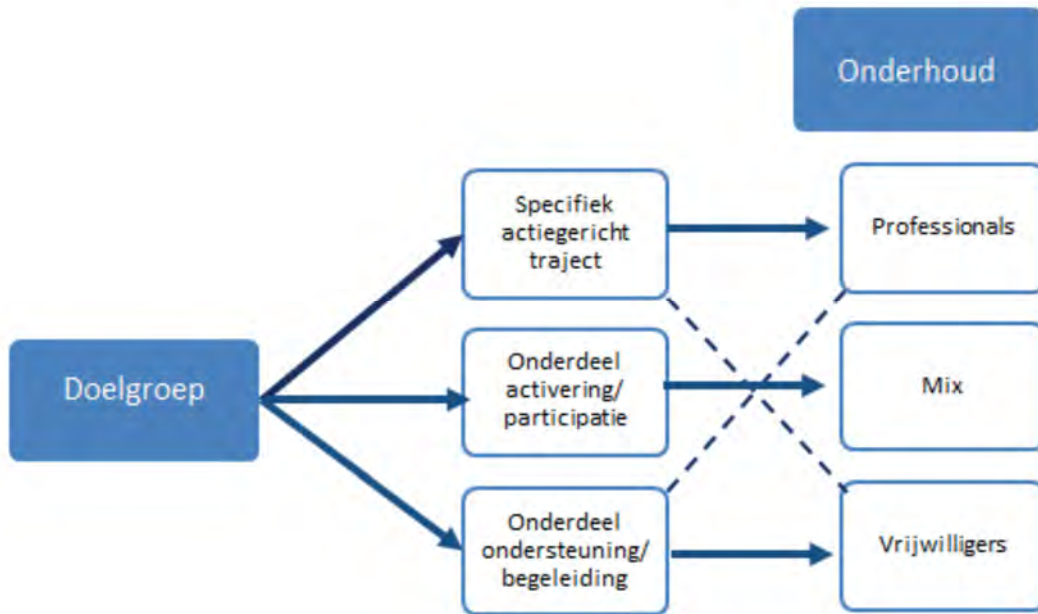 Onderhoud
Specifiek
actiegericht
traject
Professionals
Doelgroep
Onderdeel
activering/
participatie
Mix
Onderdeel
ondersteuning/
begeleiding
Vrijwilligers